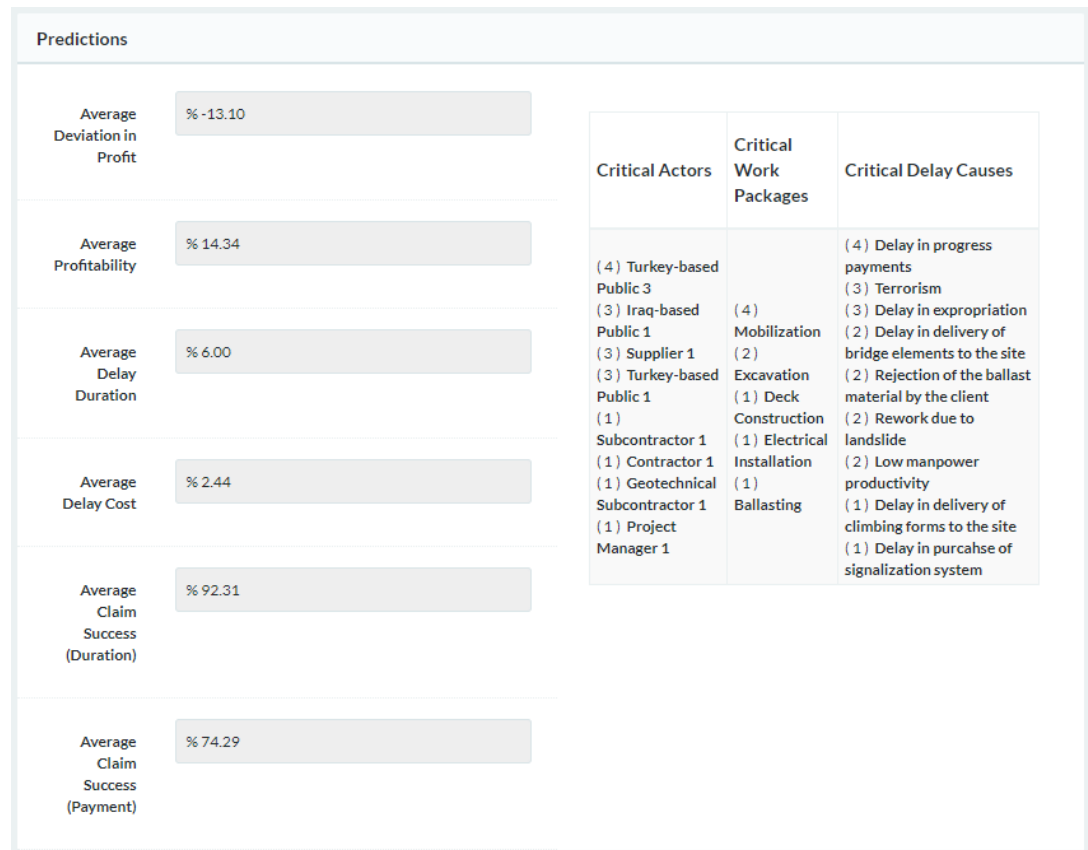 Predictions
Average
Deviation in
Profit
% -13.10
Average
Profitability
% 14.34
Average
Delay
Duration
% 6.00
Average
Delay Cost
% 2.44
Average
Claim
Success
(Duration)
% 92.31
Average
Claim
Success
(Payment)
% 74.29
Critical Actors
Critical
Work
Packages
Critical Delay Causes
(4) Turkey-based
Public 3
(3) Iraq-based
Public 1
(3) Supplier 1
(3) Turkey-based
Public 1
(1)
Subcontractor 1
(1) Contractor 1
(1) Geotechnical
Subcontractor 1
(1) Project
Manager 1
(4)
Mobilization
(2)
Excavation
(1) Deck
Construction
(1) Electrical
Installation
(1)
Ballasting
(4) Delay in progress
payments
(3) Terrorism
(3) Delay in expropriation
(2) Delay in delivery of
bridge elements to the site
(2) Rejection of the ballast
material by the client
(2) Rework due to
landslide
(2) Low manpower
productivity
(1) Delay in delivery of
climbing forms to the site
(1) Delay in purcahse of
signalization system